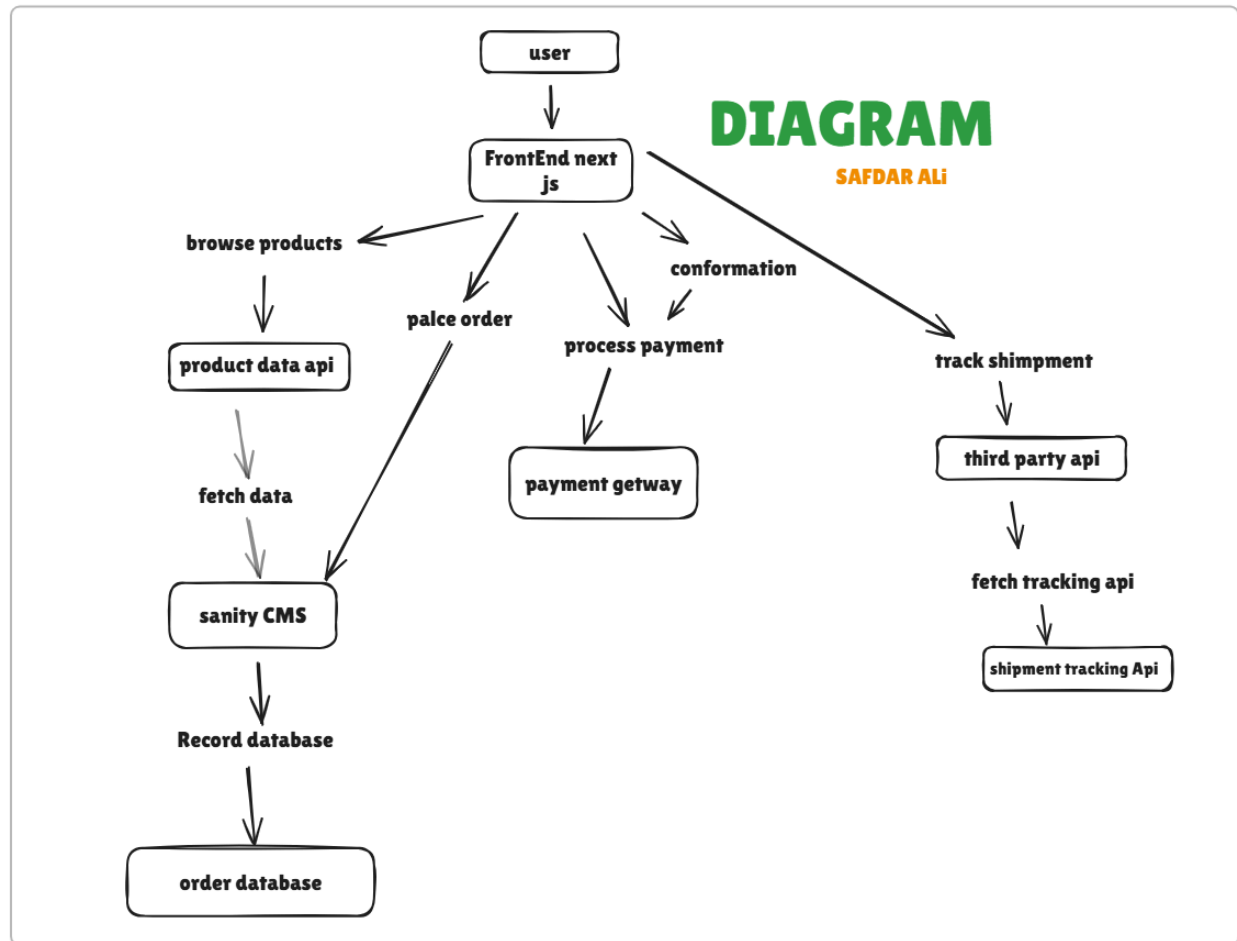 user
DIAGRAM
SAFDAR ALi
FrontEnd next
js
browse products
conformation
palce order
process payment
track shimpment
product data api
third party api
payment getway
fetch data
fetch tracking api
sanity CMS
shipment tracking Api
Record database
order database